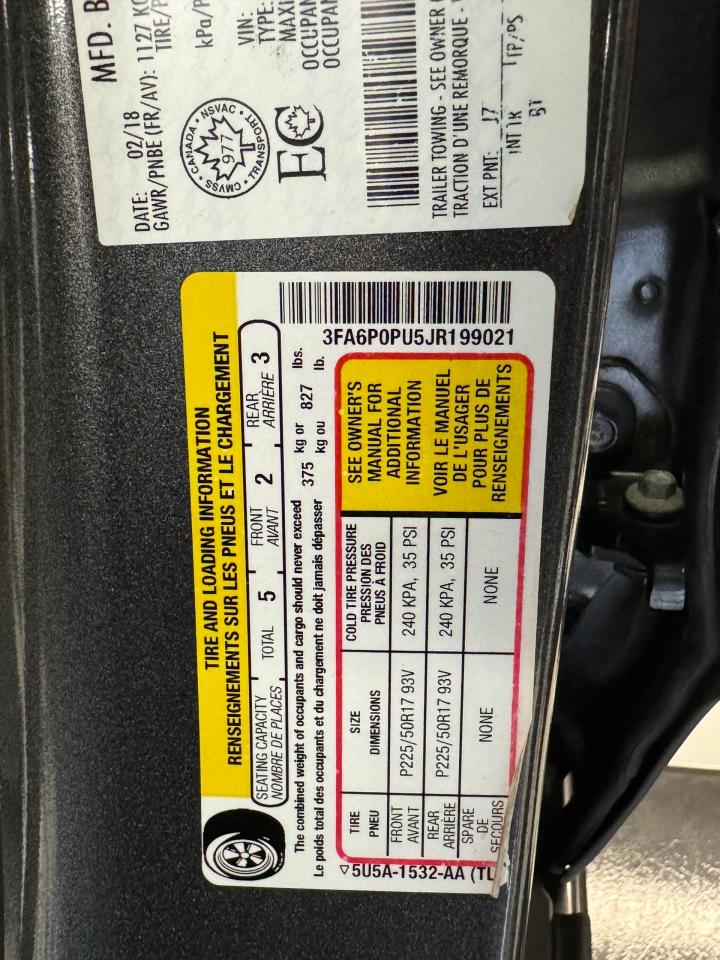 MFD. B
DATE: 02/18
GAWR/PNBE (FR/AV): 1127 KG
TIRE/P
kPa/P
CANADA • NSVAC •
CMVSS • TRANSPORT
977
EC
VIN:
TYPE:
MAXI
OCCUPAN
OCCUPAN
TRAILER TOWING - SEE OWNER
TRACTION D'UNE REMORQUE -
EXT PNT: J7
INT TR TP/PS
TIRE AND LOADING INFORMATION
RENSEIGNEMENTS SUR LES PNEUS ET LE CHARGEMENT
SEATING CAPACITY TOTAL 5 FRONT 2 REAR 3
NOMBRE DE PLACES AVANT ARRIÈRE
The combined weight of occupants and cargo should never exceed 375 kg or 827 lbs.
Le poids total des occupants et du chargement ne doit jamais dépasser kg ou lb.
3FA6P0PU5JR199021
TIRE SIZE COLD TIRE PRESSURE
PNEU DIMENSIONS PRESSION DES
PNEUS À FROID
FRONT P225/50R17 93V 240 KPA, 35 PSI
AVANT
REAR P225/50R17 93V 240 KPA, 35 PSI
ARRIÈRE
SPARE NONE NONE
DE
SECOURS
SEE OWNER'S
MANUAL FOR
ADDITIONAL
INFORMATION
VOIR LE MANUEL
DE L'USAGER
POUR PLUS DE
RENSEIGNEMENTS
▽5U5A-1532-AA (TL